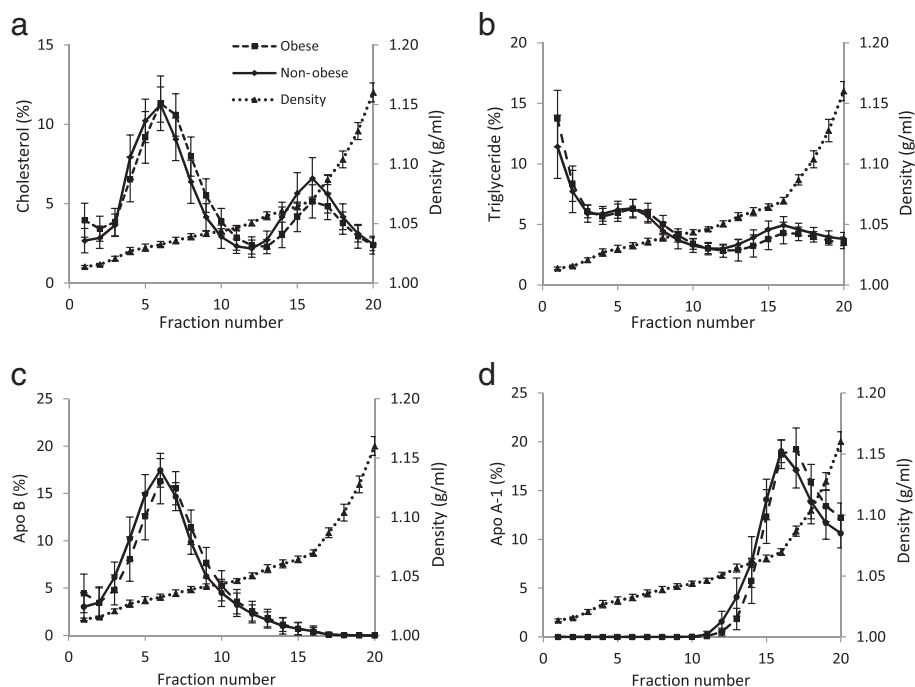 a
15
10
5
0
Cholesterol (%)
Obese
Non-obese
Density
1.20
1.15
1.10
1.05
1.00
Density (g/ml)
0 5 10 15 20
Fraction number
b
20
15
10
5
0
Triglyceride (%)
1.20
1.15
1.10
1.05
1.00
Density (g/ml)
0 5 10 15 20
Fraction number
c
25
20
15
10
5
0
Apo B (%)
1.20
1.15
1.10
1.05
1.00
Density (g/ml)
0 5 10 15 20
Fraction number
d
25
20
15
10
5
0
Apo A-1 (%)
1.20
1.15
1.10
1.05
1.00
Density (g/ml)
0 5 10 15 20
Fraction number